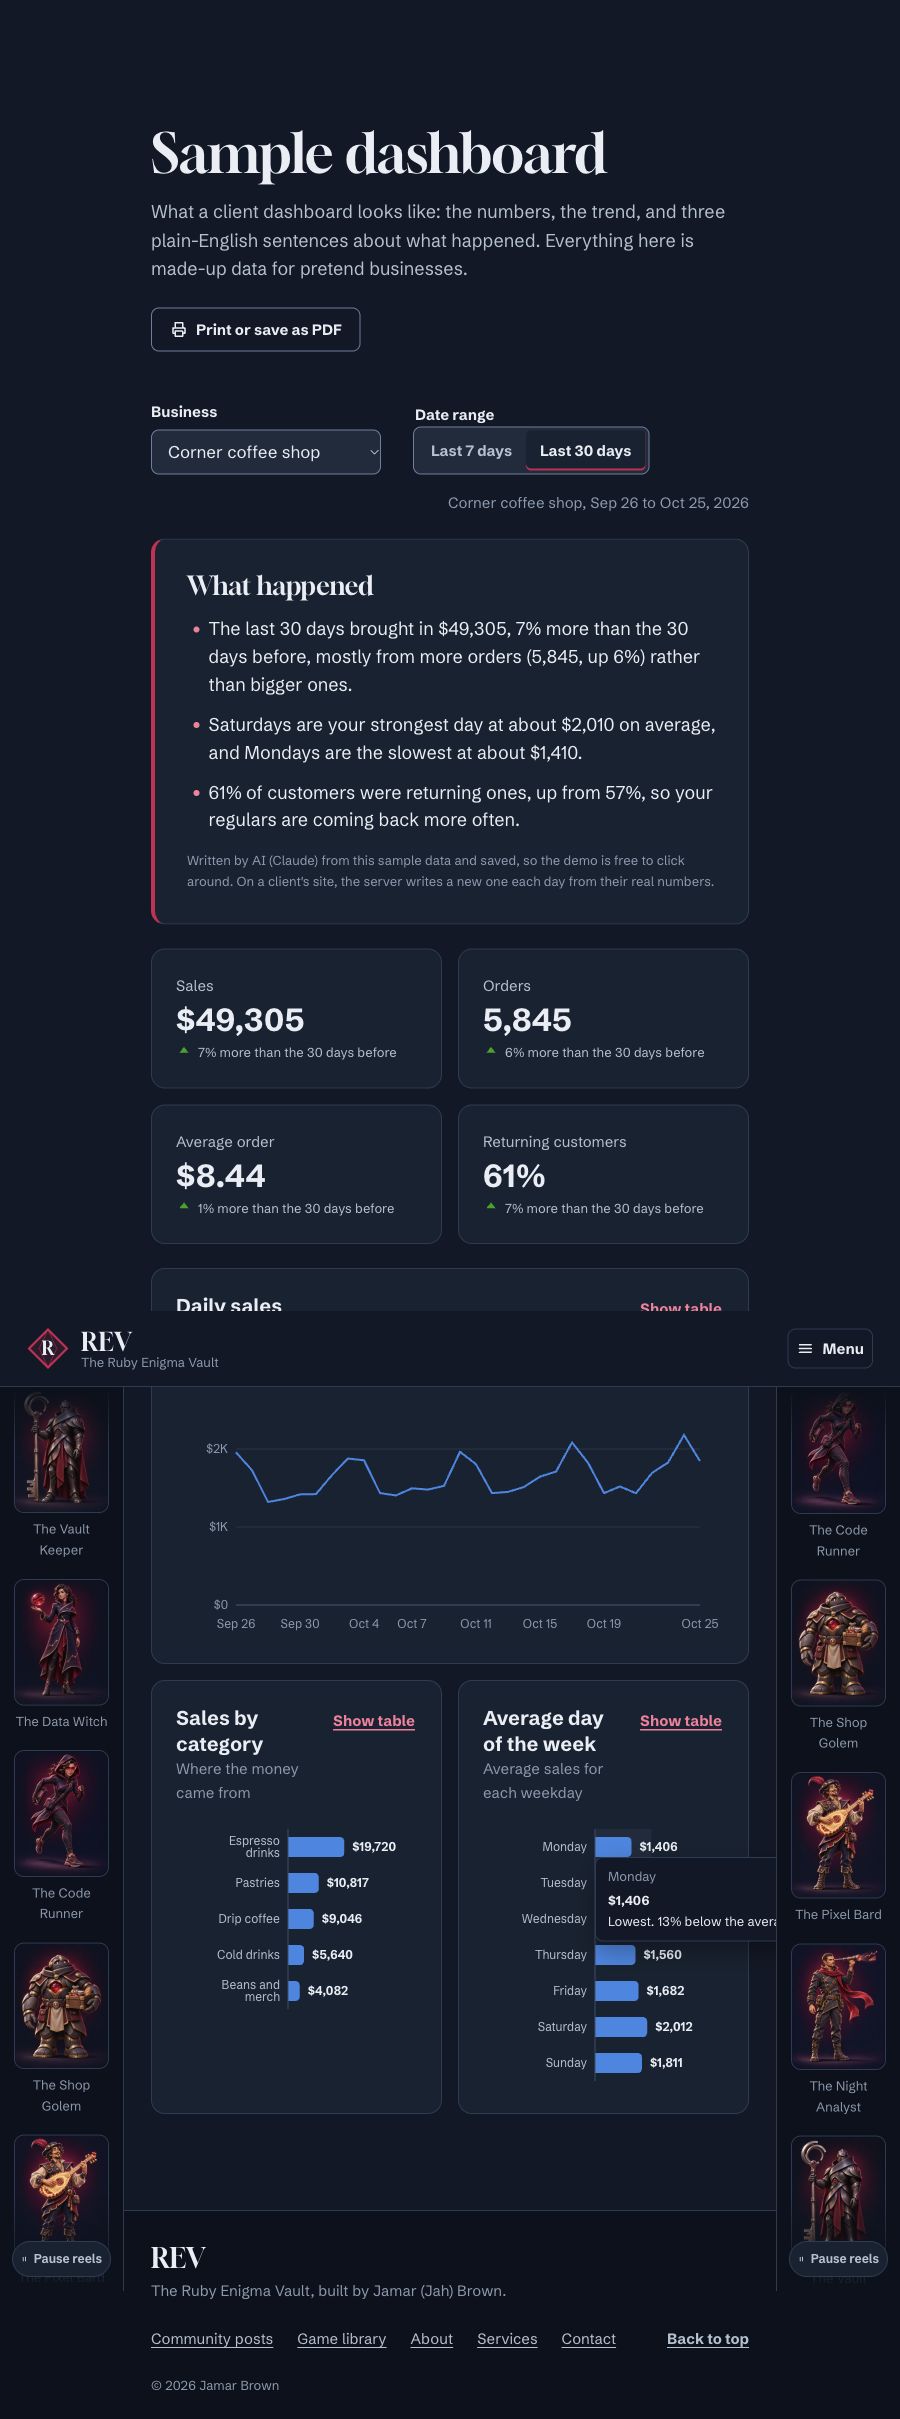 Sample dashboard
What a client dashboard looks like: the numbers, the trend, and three
plain-English sentences about what happened. Everything here is
made-up data for pretend businesses.
Print or save as PDF
Business
Corner coffee shop
Date range
Last 7 days
Last 30 days
Corner coffee shop, Sep 26 to Oct 25, 2026
What happened
The last 30 days brought in $49,305, 7% more than the 30
days before, mostly from more orders (5,845, up 6%) rather
than bigger ones.
Saturdays are your strongest day at about $2,010 on average,
and Mondays are the slowest at about $1,410.
61% of customers were returning ones, up from 57%, so your
regulars are coming back more often.
Written by AI (Claude) from this sample data and saved, so the demo is free to click
around. On a client's site, the server writes a new one each day from their real numbers.
Sales
$49,305
7% more than the 30 days before
Orders
5,845
6% more than the 30 days before
Average order
$8.44
1% more than the 30 days before
Returning customers
61%
7% more than the 30 days before
Daily sales
Show table
R
REV
The Ruby Enigma Vault
Menu
$2K
$1K
$0
Sep 26
Sep 30
Oct 4
Oct 7
Oct 11
Oct 15
Oct 19
Oct 25
Sales by
category
Show table
Where the money
came from
Espresso
drinks
$19,720
Pastries
$10,817
Drip coffee
$9,046
Cold drinks
$5,640
Beans and
merch
$4,082
Average day
of the week
Show table
Average sales for
each weekday
Monday
$1,406
Tuesday
Wednesday
Monday
$1,406
Lowest. 13% below the avera
Thursday
$1,560
Friday
$1,682
Saturday
$2,012
Sunday
$1,811
The Vault
Keeper
The Data Witch
The Code
Runner
The Shop
Golem
Pause reels
The Pixel Bard
The Code
Runner
The Shop
Golem
The Pixel Bard
The Night
Analyst
Pause reels
The Vault
REV
The Ruby Enigma Vault, built by Jamar (Jah) Brown.
Community posts
Game library
About
Services
Contact
Back to top
© 2026 Jamar Brown